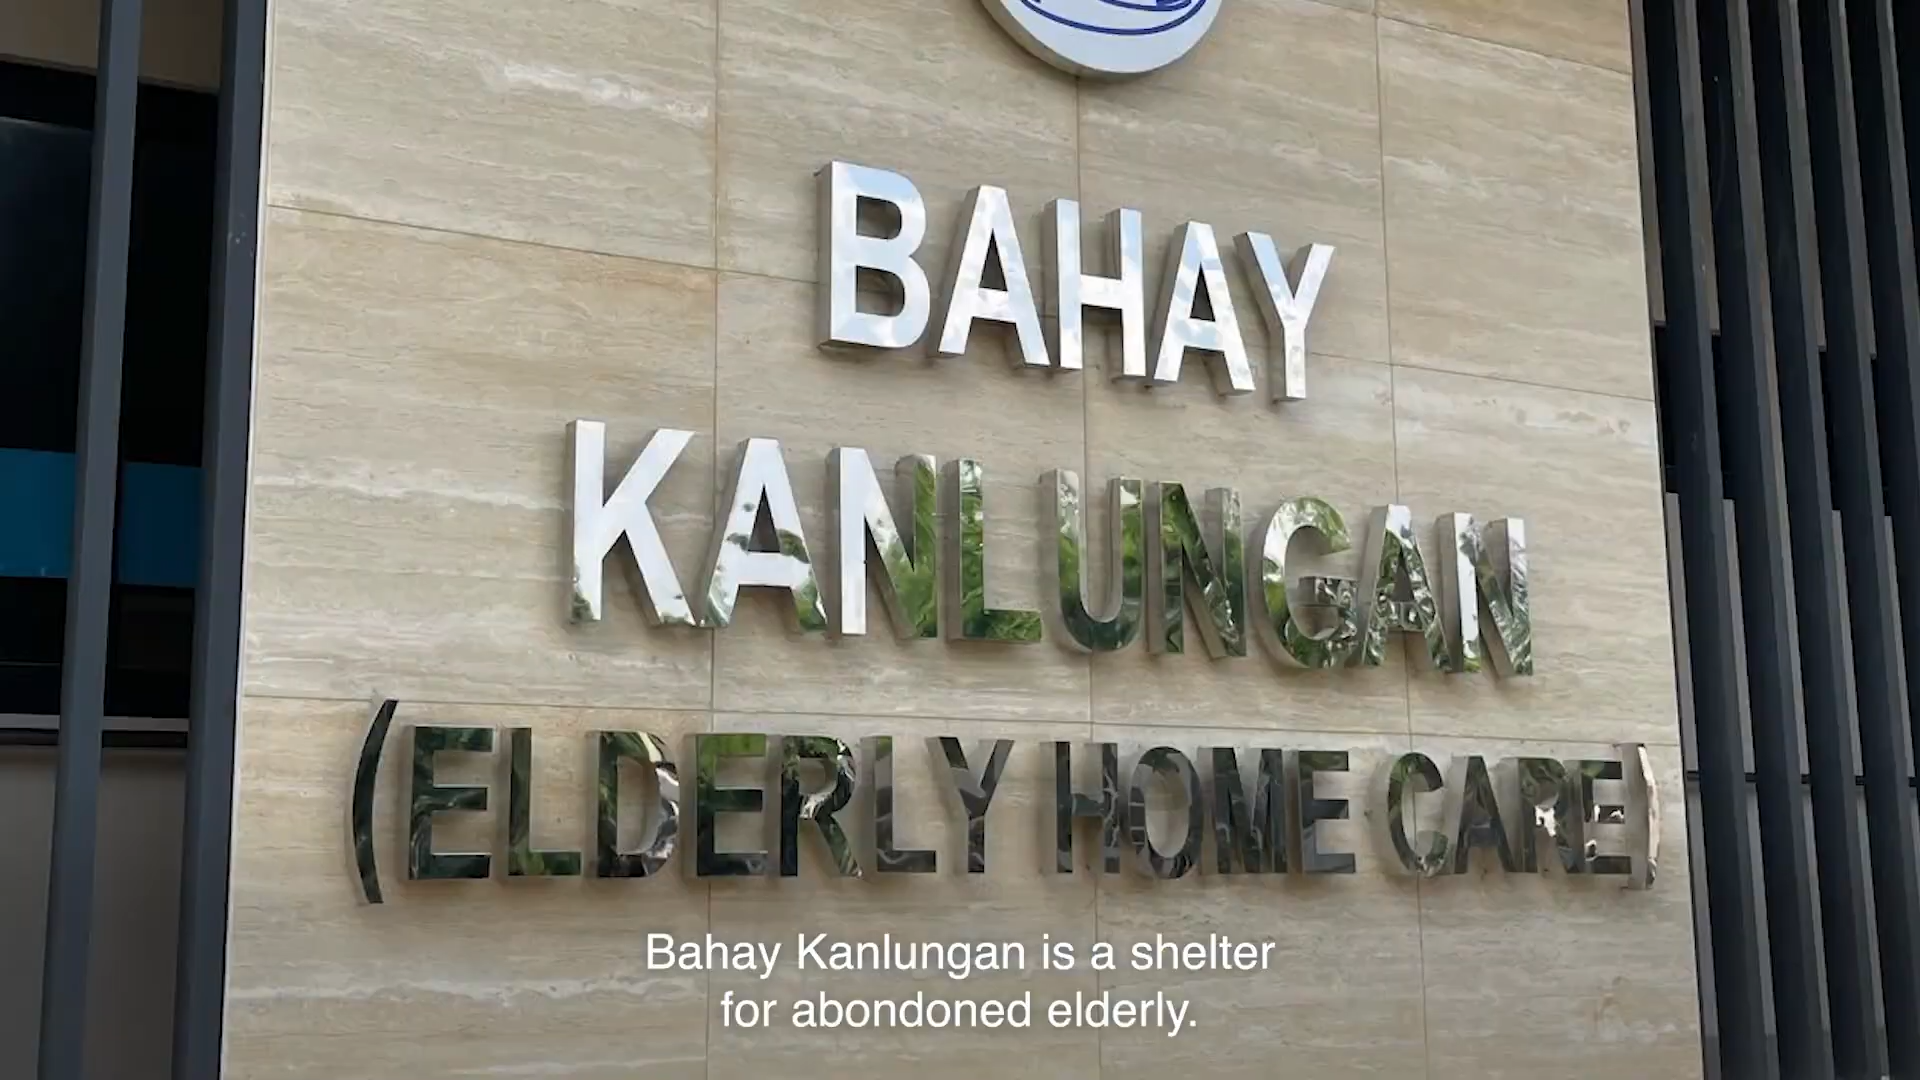 BAHAY
KANLUNGAN
(ELDERLY HOME CARE)
Bahay Kanlungan is a shelter
for abondoned elderly.